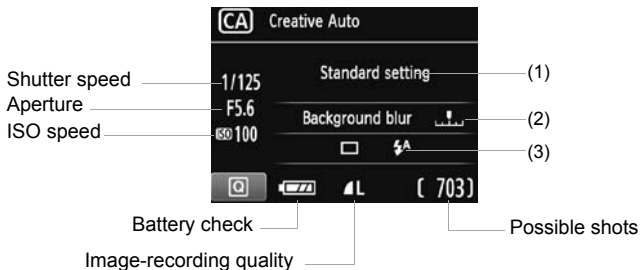 CA Creative Auto
Shutter speed 1/125 Standard setting (1)
Aperture F5.6
ISO speed ISO 100 Background blur (2)
A (3)
Q L [ 703]
Battery check Possible shots
Image-recording quality